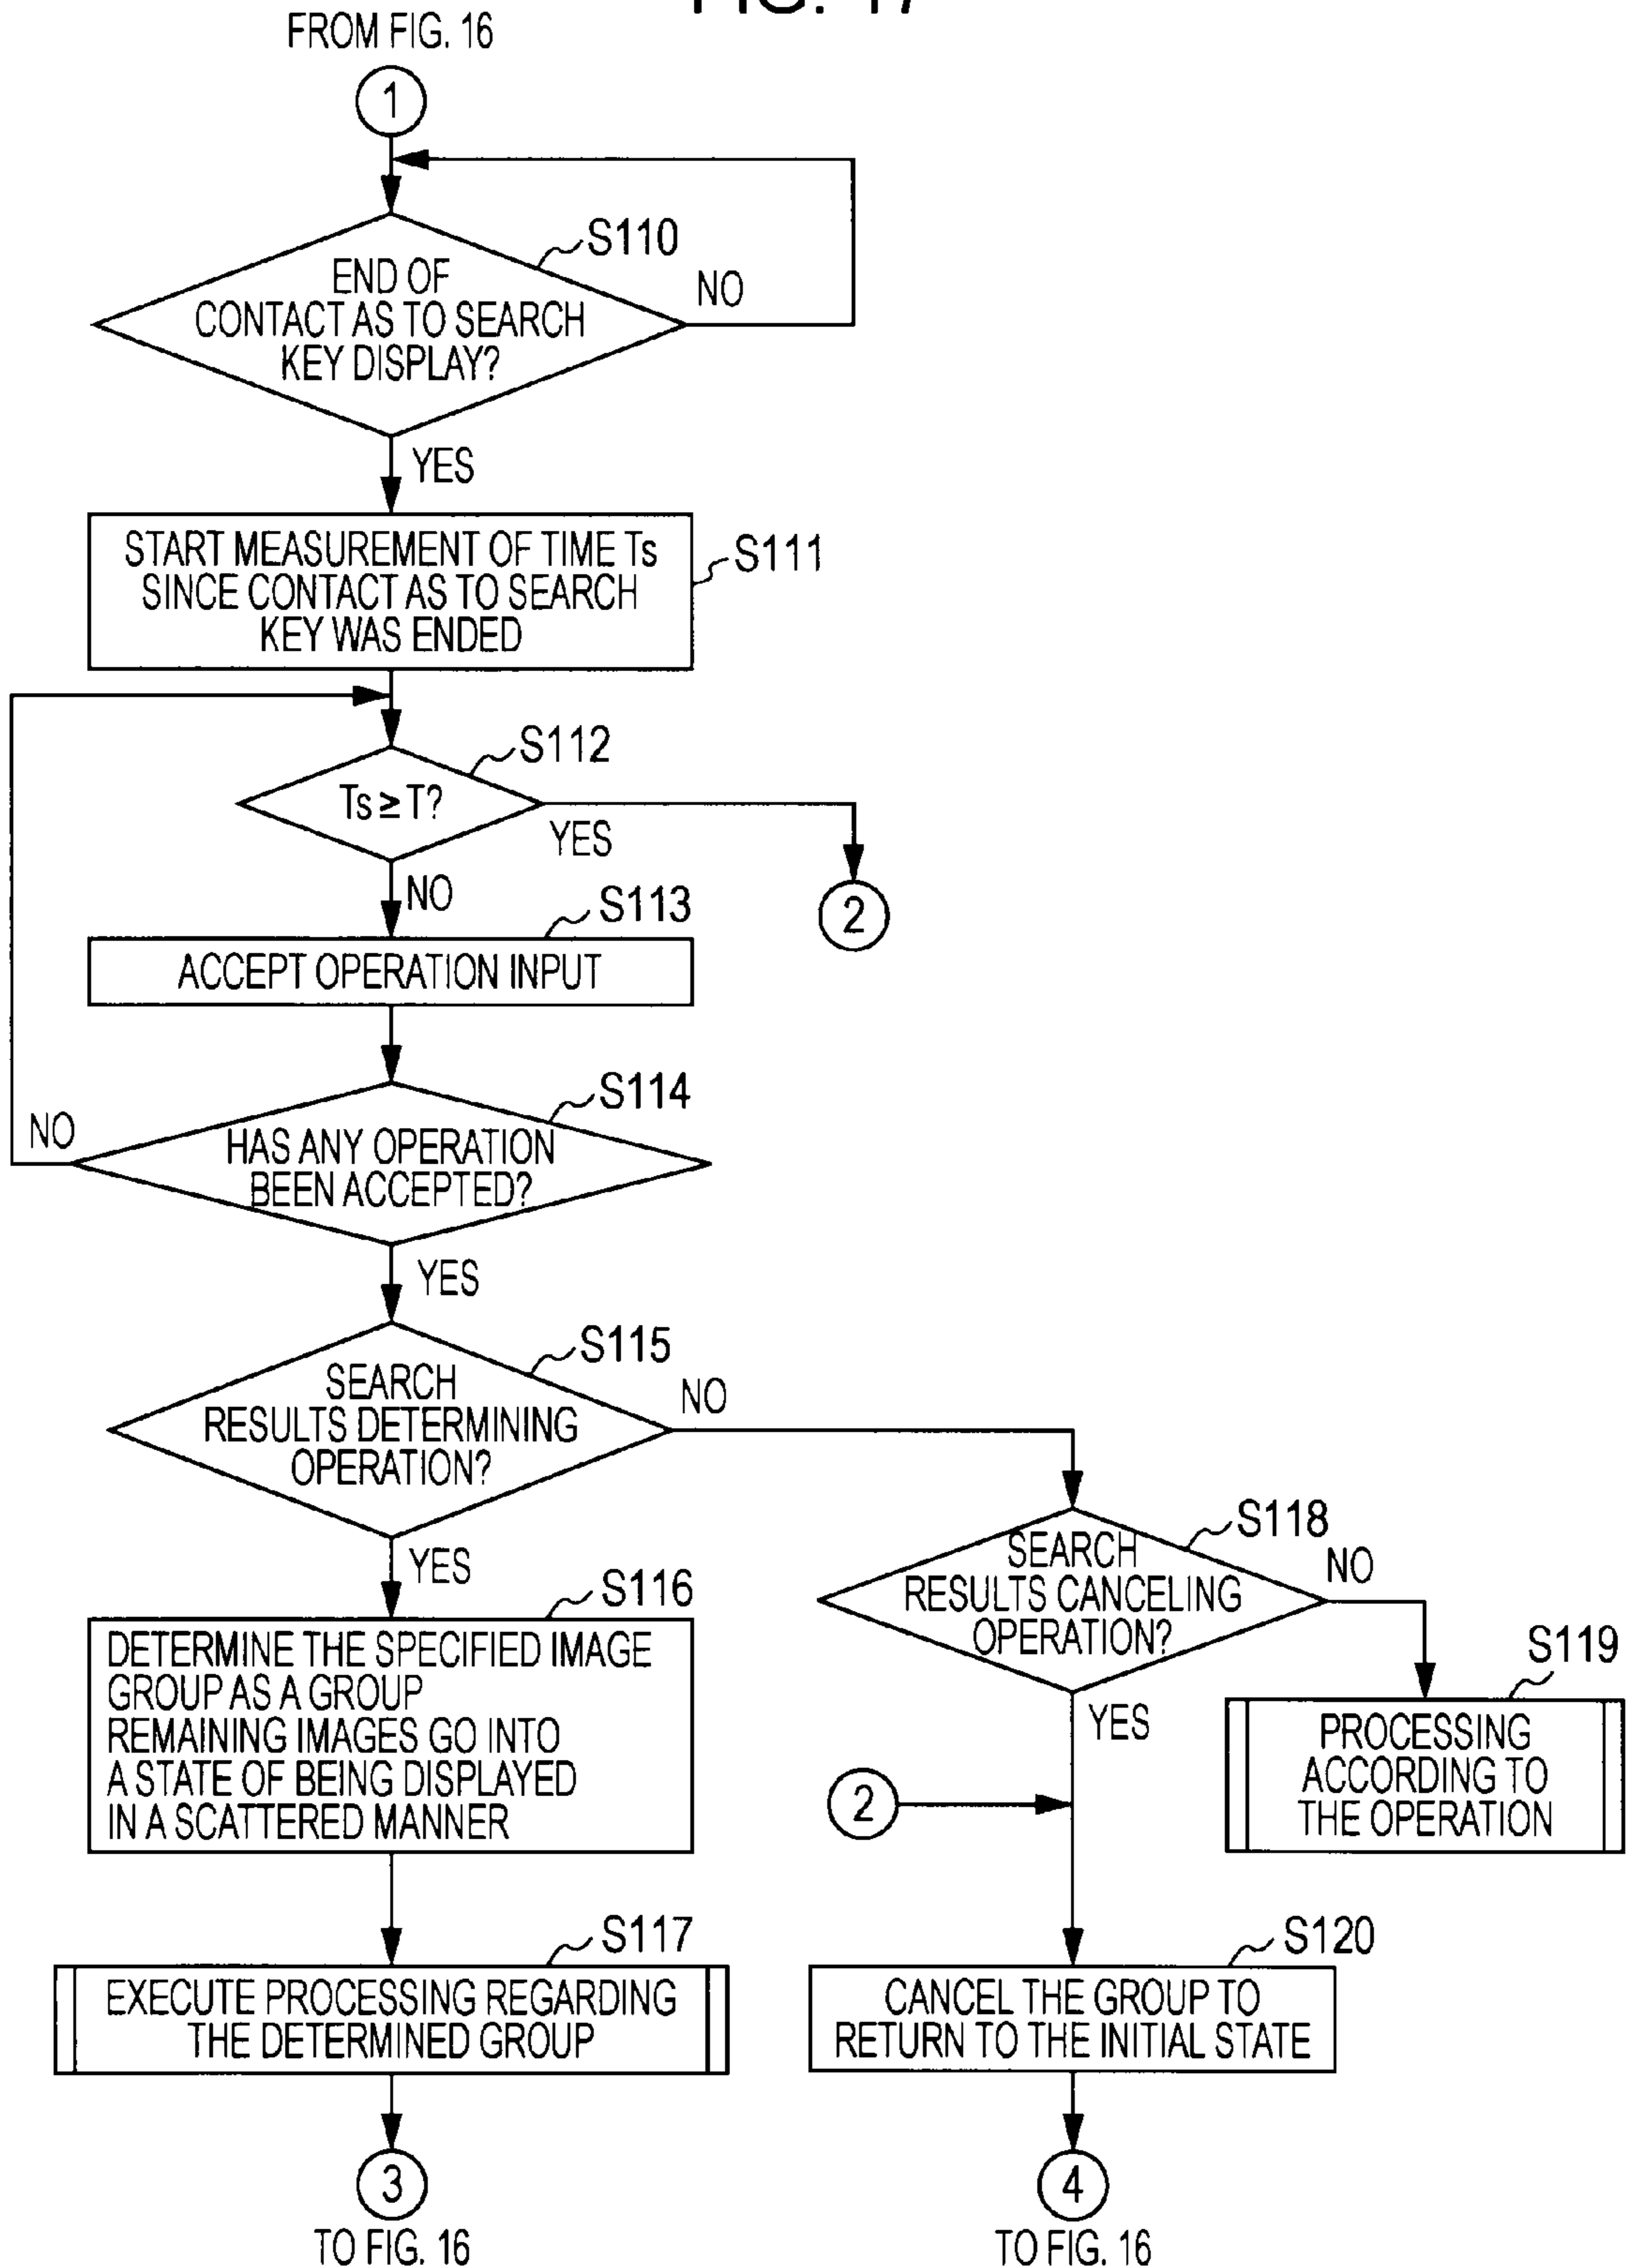 FIG. 17
FROM FIG. 16
1
S110
END OF
CONTACT AS TO SEARCH
KEY DISPLAY?
NO
YES
START MEASUREMENT OF TIME Ts
SINCE CONTACT AS TO SEARCH
KEY WAS ENDED
S111
S112
Ts ≥ T?
YES
NO
2
S113
ACCEPT OPERATION INPUT
S114
HAS ANY OPERATION
BEEN ACCEPTED?
NO
YES
S115
SEARCH
RESULTS DETERMINING
OPERATION?
NO
YES
S116
DETERMINE THE SPECIFIED IMAGE
GROUP AS A GROUP
REMAINING IMAGES GO INTO
A STATE OF BEING DISPLAYED
IN A SCATTERED MANNER
S118
SEARCH
RESULTS CANCELING
OPERATION?
NO
YES
S119
PROCESSING
ACCORDING TO
THE OPERATION
2
S117
EXECUTE PROCESSING REGARDING
THE DETERMINED GROUP
S120
CANCEL THE GROUP TO
RETURN TO THE INITIAL STATE
3
TO FIG. 16
4
TO FIG. 16